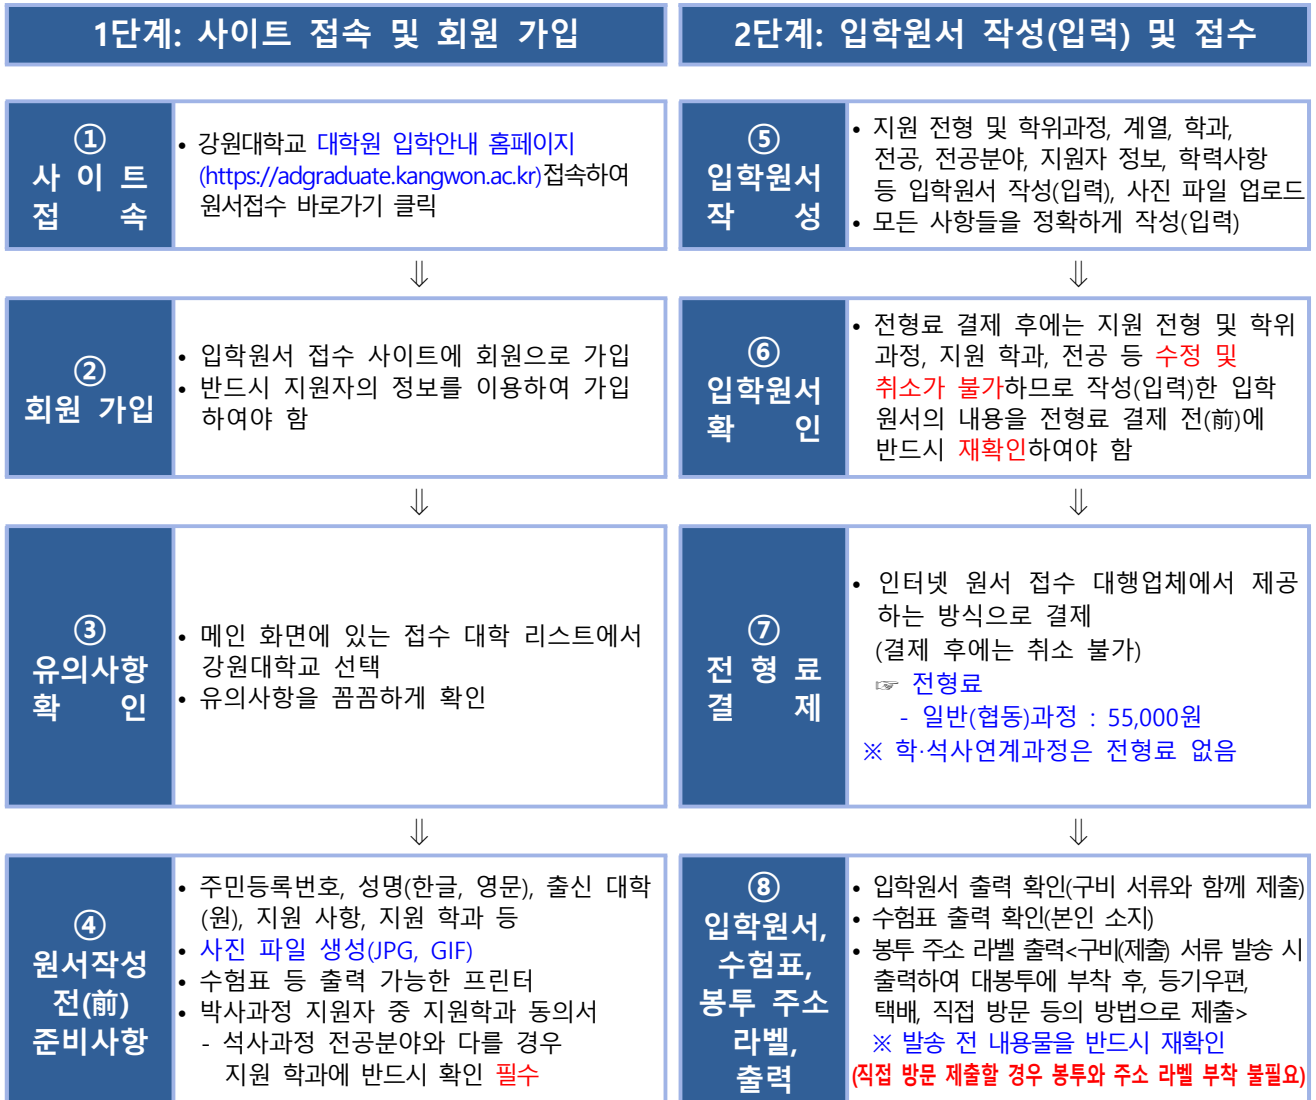 1단계: 사이트 접속 및 회원 가입
①
사 이 트
접 속
• 강원대학교 대학원 입학안내 홈페이지
(https://adgraduate.kangwon.ac.kr)접속하여
원서접수 바로가기 클릭
⇓
②
회원 가입
• 입학원서 접수 사이트에 회원으로 가입
• 반드시 지원자의 정보를 이용하여 가입
하여야 함
⇓
③
유의사항
확 인
• 메인 화면에 있는 접수 대학 리스트에서
강원대학교 선택
• 유의사항을 꼼꼼하게 확인
⇓
④
원서작성
전(前)
준비사항
• 주민등록번호, 성명(한글, 영문), 출신 대학
(원), 지원 사항, 지원 학과 등
• 사진 파일 생성(JPG, GIF)
• 수험표 등 출력 가능한 프린터
• 박사과정 지원자 중 지원학과 동의서
- 석사과정 전공분야와 다를 경우
지원 학과에 반드시 확인 필수
2단계: 입학원서 작성(입력) 및 접수
⑤
입학원서
작 성
• 지원 전형 및 학위과정, 계열, 학과,
전공, 전공분야, 지원자 정보, 학력사항
등 입학원서 작성(입력), 사진 파일 업로드
• 모든 사항들을 정확하게 작성(입력)
⇓
⑥
입학원서
확 인
• 전형료 결제 후에는 지원 전형 및 학위
과정, 지원 학과, 전공 등 수정 및
취소가 불가하므로 작성(입력)한 입학
원서의 내용을 전형료 결제 전(前)에
반드시 재확인하여야 함
⇓
⑦
전 형 료
결 제
• 인터넷 원서 접수 대행업체에서 제공
하는 방식으로 결제
(결제 후에는 취소 불가)
☞ 전형료
- 일반(협동)과정 : 55,000원
※ 학·석사연계과정은 전형료 없음
⇓
⑧
입학원서,
수험표,
봉투 주소
라벨,
출력
• 입학원서 출력 확인(구비 서류와 함께 제출)
• 수험표 출력 확인(본인 소지)
• 봉투 주소 라벨 출력<구비(제출) 서류 발송 시
출력하여 대봉투에 부착 후, 등기우편,
택배, 직접 방문 등의 방법으로 제출>
※ 발송 전 내용물을 반드시 재확인
(직접 방문 제출할 경우 봉투와 주소 라벨 부착 불필요)